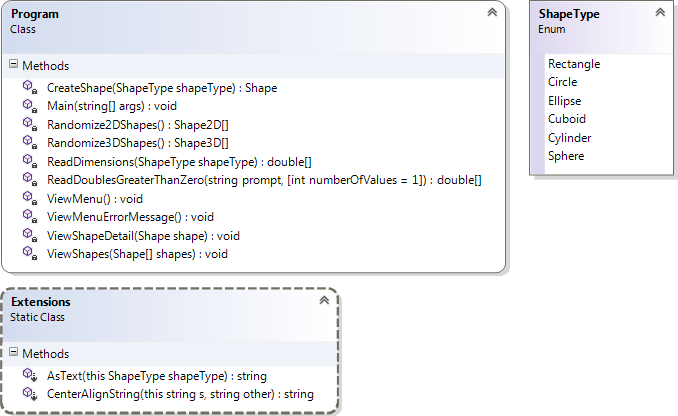 Program
Class
Methods
CreateShape(ShapeType shapeType) : Shape
Main(string[] args) : void
Randomize2DShapes() : Shape2D[]
Randomize3DShapes() : Shape3D[]
ReadDimensions(ShapeType shapeType) : double[]
ReadDoublesGreaterThanZero(string prompt, [int numberOfValues = 1]) : double[]
ViewMenu() : void
ViewMenuErrorMessage() : void
ViewShapeDetail(Shape shape) : void
ViewShapes(Shape[] shapes) : void
ShapeType
Enum
Rectangle
Circle
Ellipse
Cuboid
Cylinder
Sphere
Extensions
Static Class
Methods
AsText(this ShapeType shapeType) : string
CenterAlignString(this string s, string other) : string